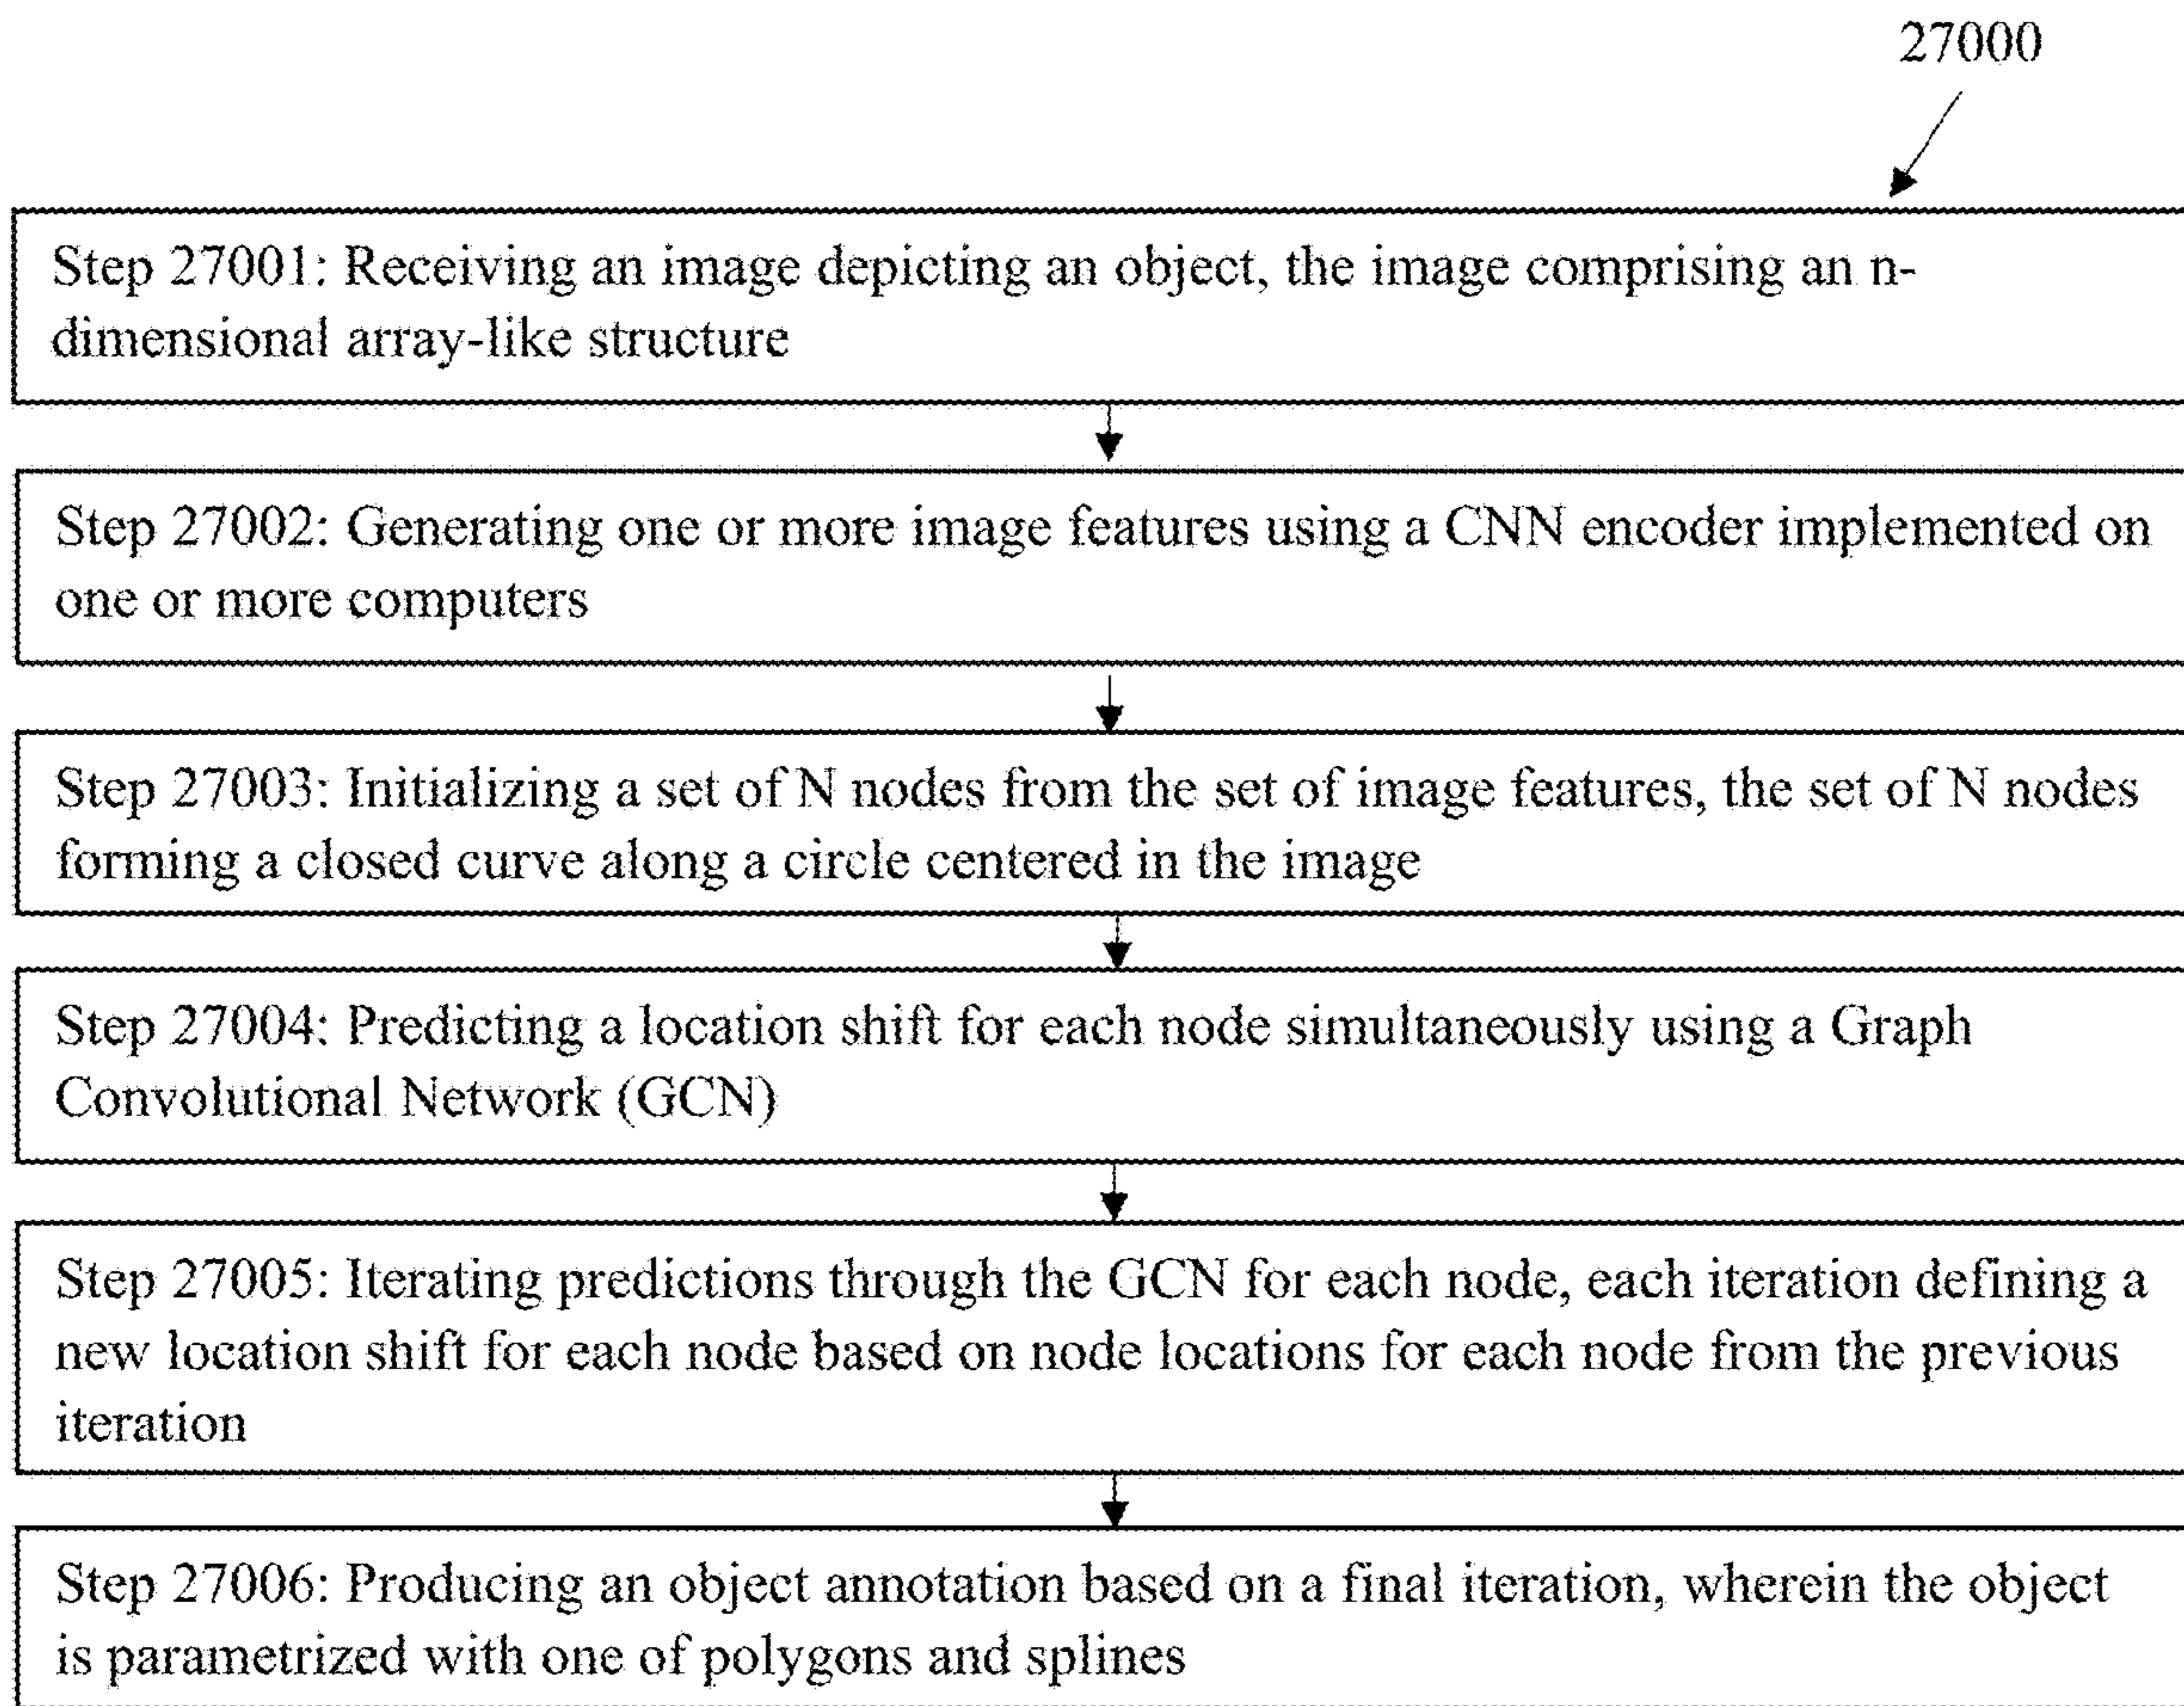 27000
Step 27001: Receiving an image depicting an object, the image comprising an n-
dimensional array-like structure
Step 27002: Generating one or more image features using a CNN encoder implemented on
one or more computers
Step 27003: Initializing a set of N nodes from the set of image features, the set of N nodes
forming a closed curve along a circle centered in the image
Step 27004: Predicting a location shift for each node simultaneously using a Graph
Convolutional Network (GCN)
Step 27005: Iterating predictions through the GCN for each node, each iteration defining a
new location shift for each node based on node locations for each node from the previous
iteration
Step 27006: Producing an object annotation based on a final iteration, wherein the object
is parametrized with one of polygons and splines